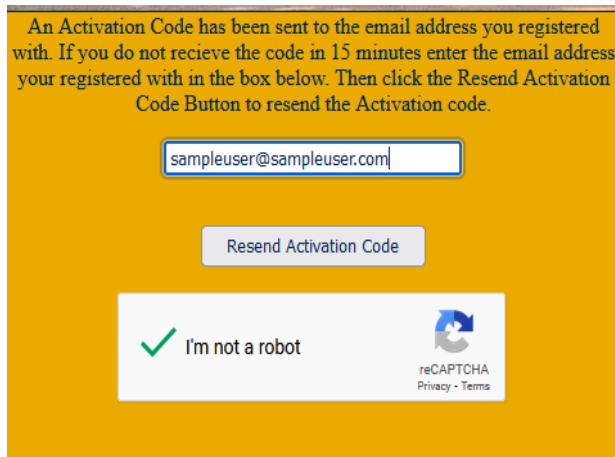 An Activation Code has been sent to the email address you registered
with. If you do not recieve the code in 15 minutes enter the email address
your registered with in the box below. Then click the Resend Activation
Code Button to resend the Activation code.
sampleuser@sampleuser.com
Resend Activation Code
I'm not a robot
reCAPTCHA
Privacy - Terms